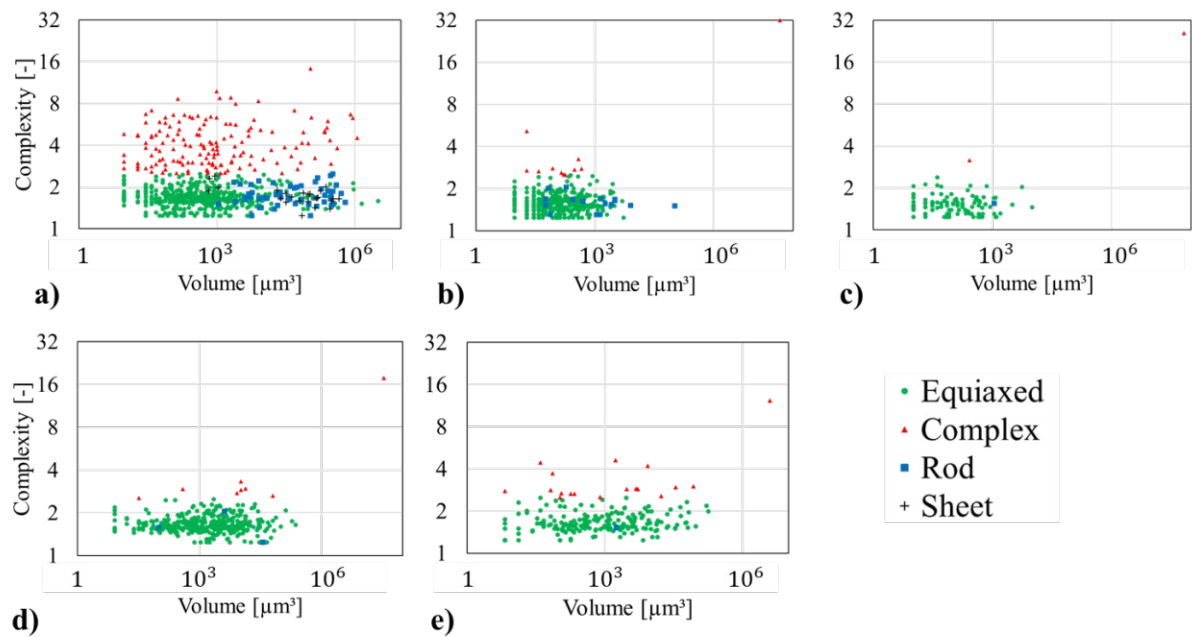 32
16
8
4
2
1
Complexity [-]
1 10³ 10⁶
Volume [µm³]
a)
32
16
8
4
2
1
1 10³ 10⁶
Volume [µm³]
b)
32
16
8
4
2
1
1 10³ 10⁶
Volume [µm³]
c)
32
16
8
4
2
1
Complexity [-]
1 10³ 10⁶
Volume [µm³]
d)
32
16
8
4
2
1
1 10³ 10⁶
Volume [µm³]
e)
Equiaxed
Complex
Rod
Sheet